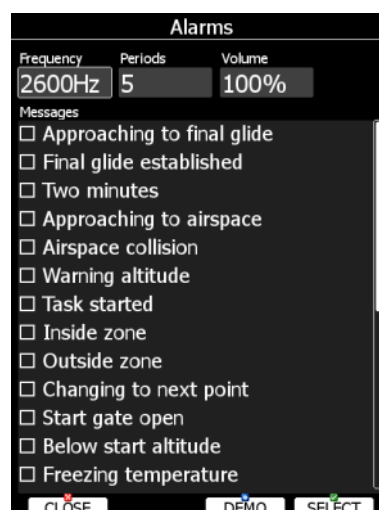 Alarms
Frequency Periods Volume
2600Hz 5 100%
Messages
Approaching to final glide
Final glide established
Two minutes
Approaching to airspace
Airspace collision
Warning altitude
Task started
Inside zone
Outside zone
Changing to next point
Start gate open
Below start altitude
Freezing temperature
CLOSE DEMO SELECT